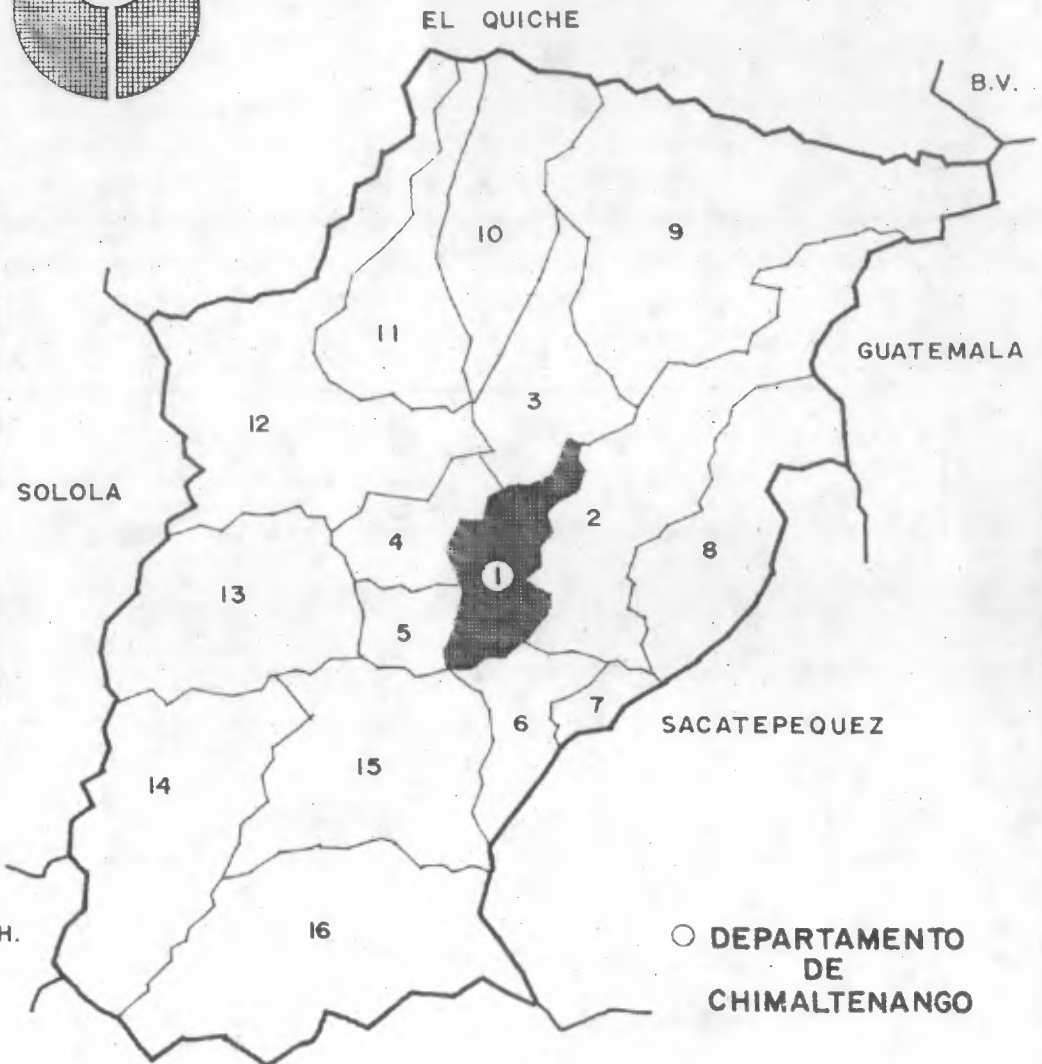 EL QUICHE
B.V.
10
9
11
GUATEMALA
3
12
SOLOLA
2
4
8
1
13
5
7
6
SACATEPEQUEZ
15
14
16
H.
DEPARTAMENTO
DE
CHIMALTENANGO